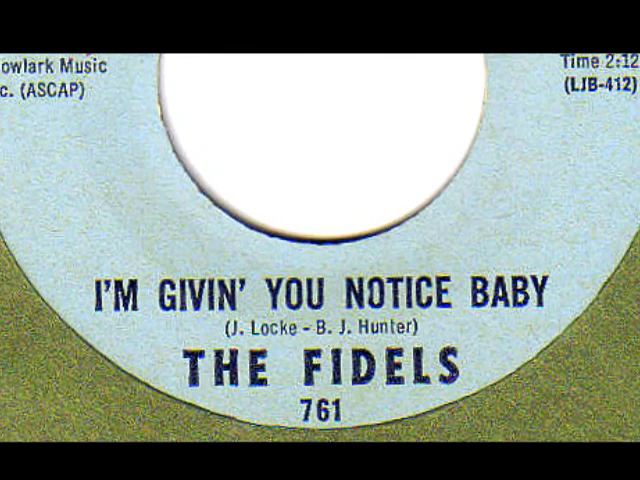 owlark Music
c. (ASCAP)
Time 2:12
(LJB-412)
I'M GIVIN' YOU NOTICE BABY
(J. Locke - B. J. Hunter)
THE FIDELS
761